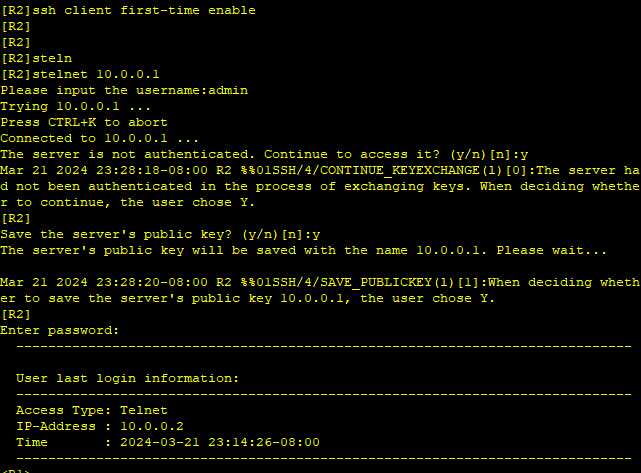 [R2]ssh client first-time enable
[R2]
[R2]
[R2]steln
[R2]stelnet 10.0.0.1
Please input the username:admin
Trying 10.0.0.1 ...
Press CTRL+K to abort
Connected to 10.0.0.1 ...
The server is not authenticated. Continue to access it? (y/n)[n]:y
Mar 21 2024 23:28:18-08:00 R2 %%01SSH/4/CONTINUE_KEYEXCHANGE(l)[0]:The server ha
d not been authenticated in the process of exchanging keys. When deciding whethe
r to continue, the user chose Y.
[R2]
Save the server's public key? (y/n)[n]:y
The server's public key will be saved with the name 10.0.0.1. Please wait...
Mar 21 2024 23:28:20-08:00 R2 %%01SSH/4/SAVE_PUBLICKEY(l)[1]:When deciding wheth
er to save the server's public key 10.0.0.1, the user chose Y.
[R2]
Enter password:
-----------------------------------------------------------------------------
User last login information:
-----------------------------------------------------------------------------
Access Type: Telnet
IP-Address : 10.0.0.2
Time       : 2024-03-21 23:14:26-08:00
-----------------------------------------------------------------------------